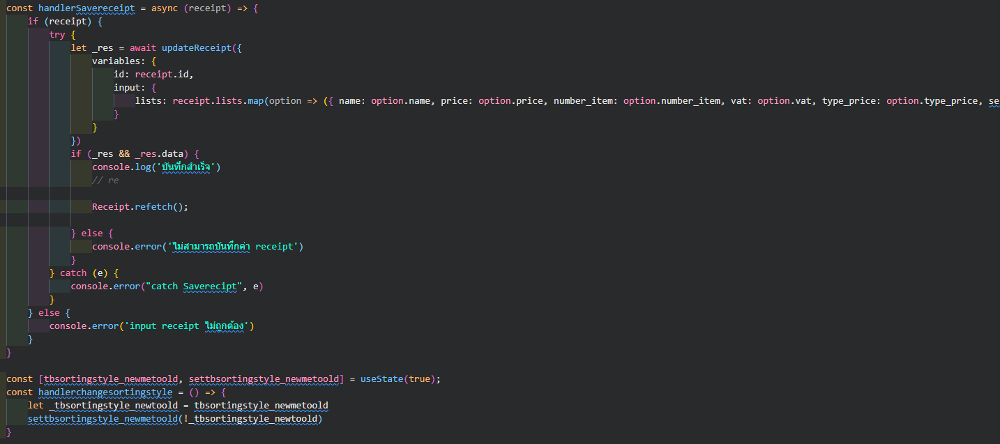 const handlerSavereceipt = async (receipt) => {
if (receipt) {
try {
let _res = await updateReceipt({
variables: {
id: receipt.id,
input: {
lists: receipt.lists.map(option => ({ name: option.name, price: option.price, number_item: option.number_item, vat: option.vat, type_price: option.type_price, se
}
}
})
if (_res && _res.data) {
console.log('บันทึกสำเร็จ')
// re
Receipt.refetch();
} else {
console.error('ไม่สามารถบันทึกค่า receipt')
}
} catch (e) {
console.error("catch Saverecipt", e)
}
} else {
console.error('input receipt ไม่ถูกต้อง')
}
}
const [tbsortingstyle_newmetoold, settbsortingstyle_newmetoold] = useState(true);
const handlerchangesortingstyle = () => {
let _tbsortingstyle_newtoold = tbsortingstyle_newmetoold
settbsortingstyle_newmetoold(!_tbsortingstyle_newtoold)
}